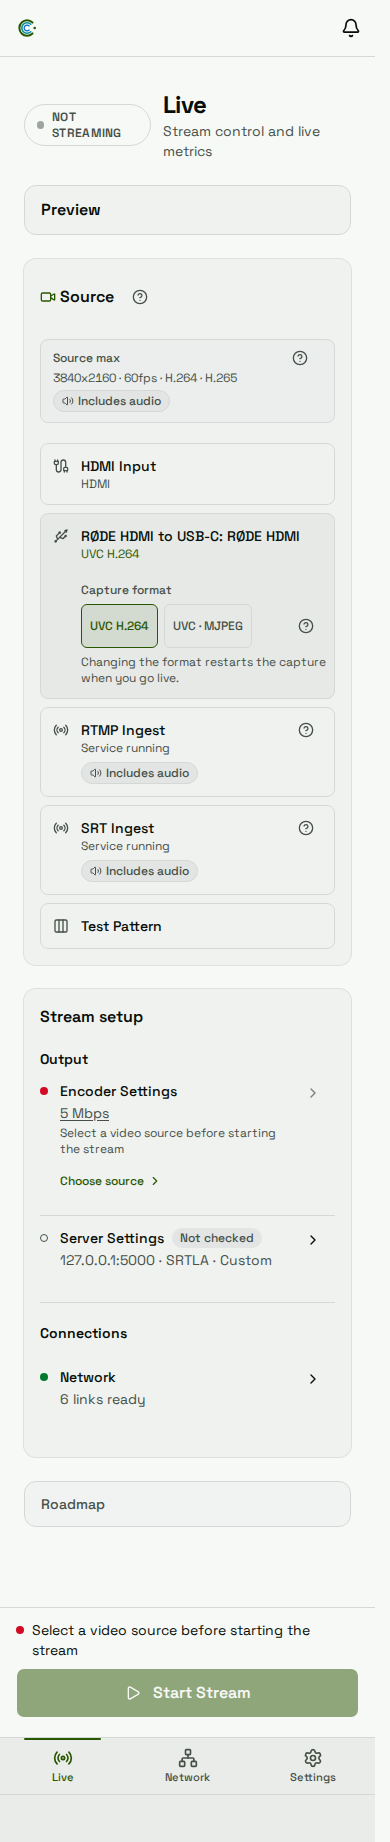 NOT
STREAMING
Live
Stream control and live
metrics
Preview
Source
Source max
3840x2160 · 60fps · H.264 · H.265
Includes audio
HDMI Input
HDMI
RØDE HDMI to USB-C: RØDE HDMI
UVC H.264
Capture format
UVC H.264
UVC · MJPEG
Changing the format restarts the capture
when you go live.
RTMP Ingest
Service running
Includes audio
SRT Ingest
Service running
Includes audio
Test Pattern
Stream setup
Output
Encoder Settings
5 Mbps
Select a video source before starting
the stream
Choose source
Server Settings Not checked
127.0.0.1:5000 · SRTLA · Custom
Connections
Network
6 links ready
Roadmap
Select a video source before starting the
stream
Start Stream
Live
Network
Settings